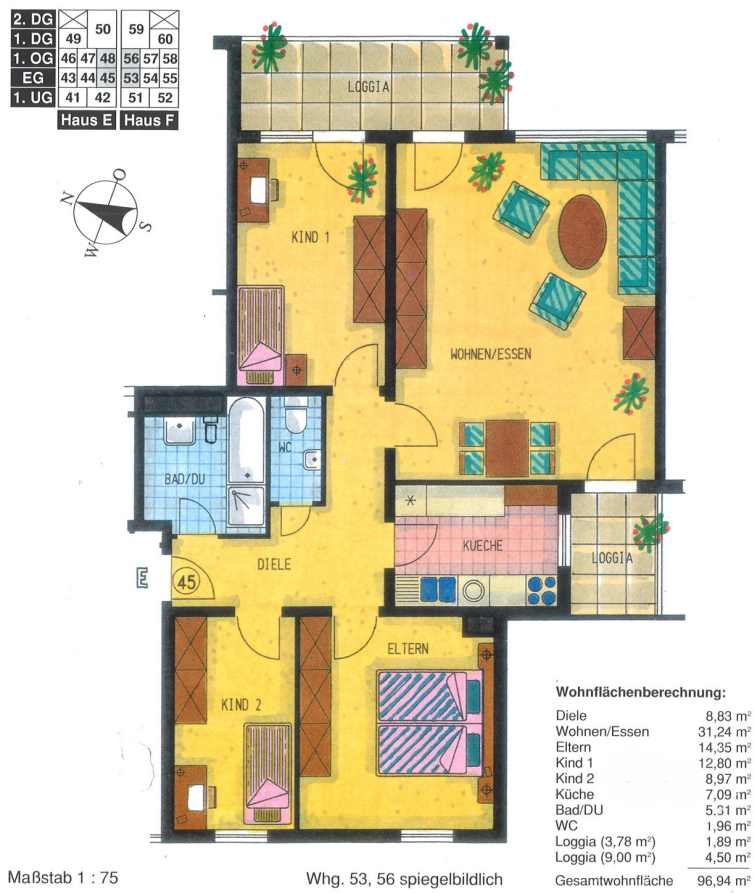 2. DG 50 59
1. DG 49 60
1. OG 46 47 48 56 57 58
EG 43 44 45 53 54 55
1. UG 41 42 51 52
Haus E Haus F
N O
W S
LOGGIA
KIND 1
WOHNEN/ESSEN
WC
BAD/DU
KUECHE
LOGGIA
DIELE
E 45
ELTERN
KIND 2
Wohnflächenberechnung:
Diele 8,83 m²
Wohnen/Essen 31,24 m²
Eltern 14,35 m²
Kind 1 12,80 m²
Kind 2 8,97 m²
Küche 7,09 m²
Bad/DU 5,31 m²
WC 1,96 m²
Loggia (3,78 m²) 1,89 m²
Loggia (9,00 m²) 4,50 m²
Gesamtwohnfläche 96,94 m²
Maßstab 1 : 75 Whg. 53, 56 spiegelbildlich